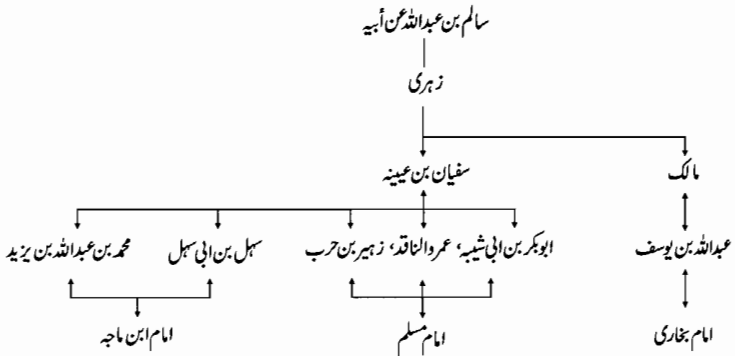 سالم بن عبداللہ عن أبیہ
زہری
مالک سفیان بن عیینہ
عبداللہ بن یوسف ابوبکر بن ابی شیبہ، عمرو الناقد، زہیر بن حرب سہل بن ابی سہل محمد بن عبداللہ بن یزید
امام بخاری امام مسلم امام ابن ماجہ